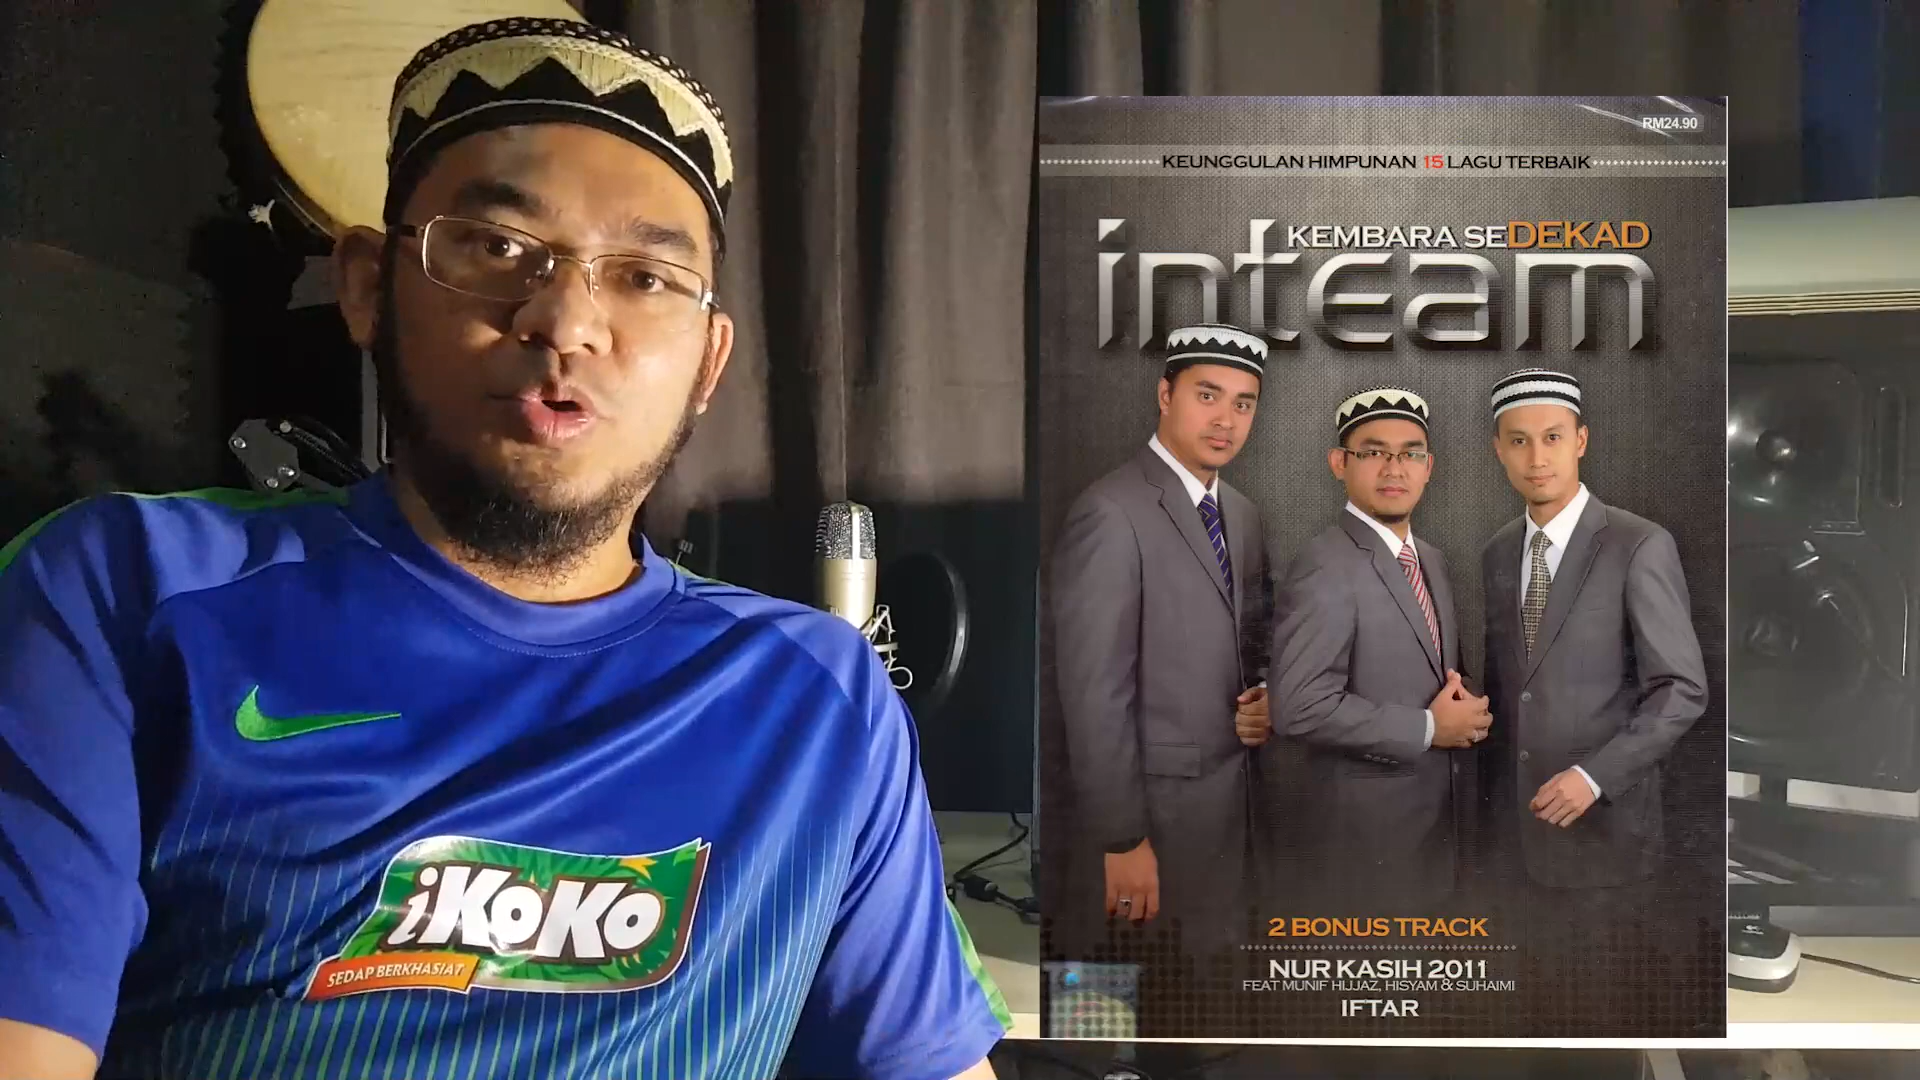 RM24.90
KEUNGGULAN HIMPUNAN 15 LAGU TERBAIK
KEMBARA SEDEKAD
inteam
iKoKo
SEDAP BERKHASIAT
2 BONUS TRACK
NUR KASIH 2011
FEAT MUNIF HIJJAZ, HISYAM & SUHAIMI
IFTAR